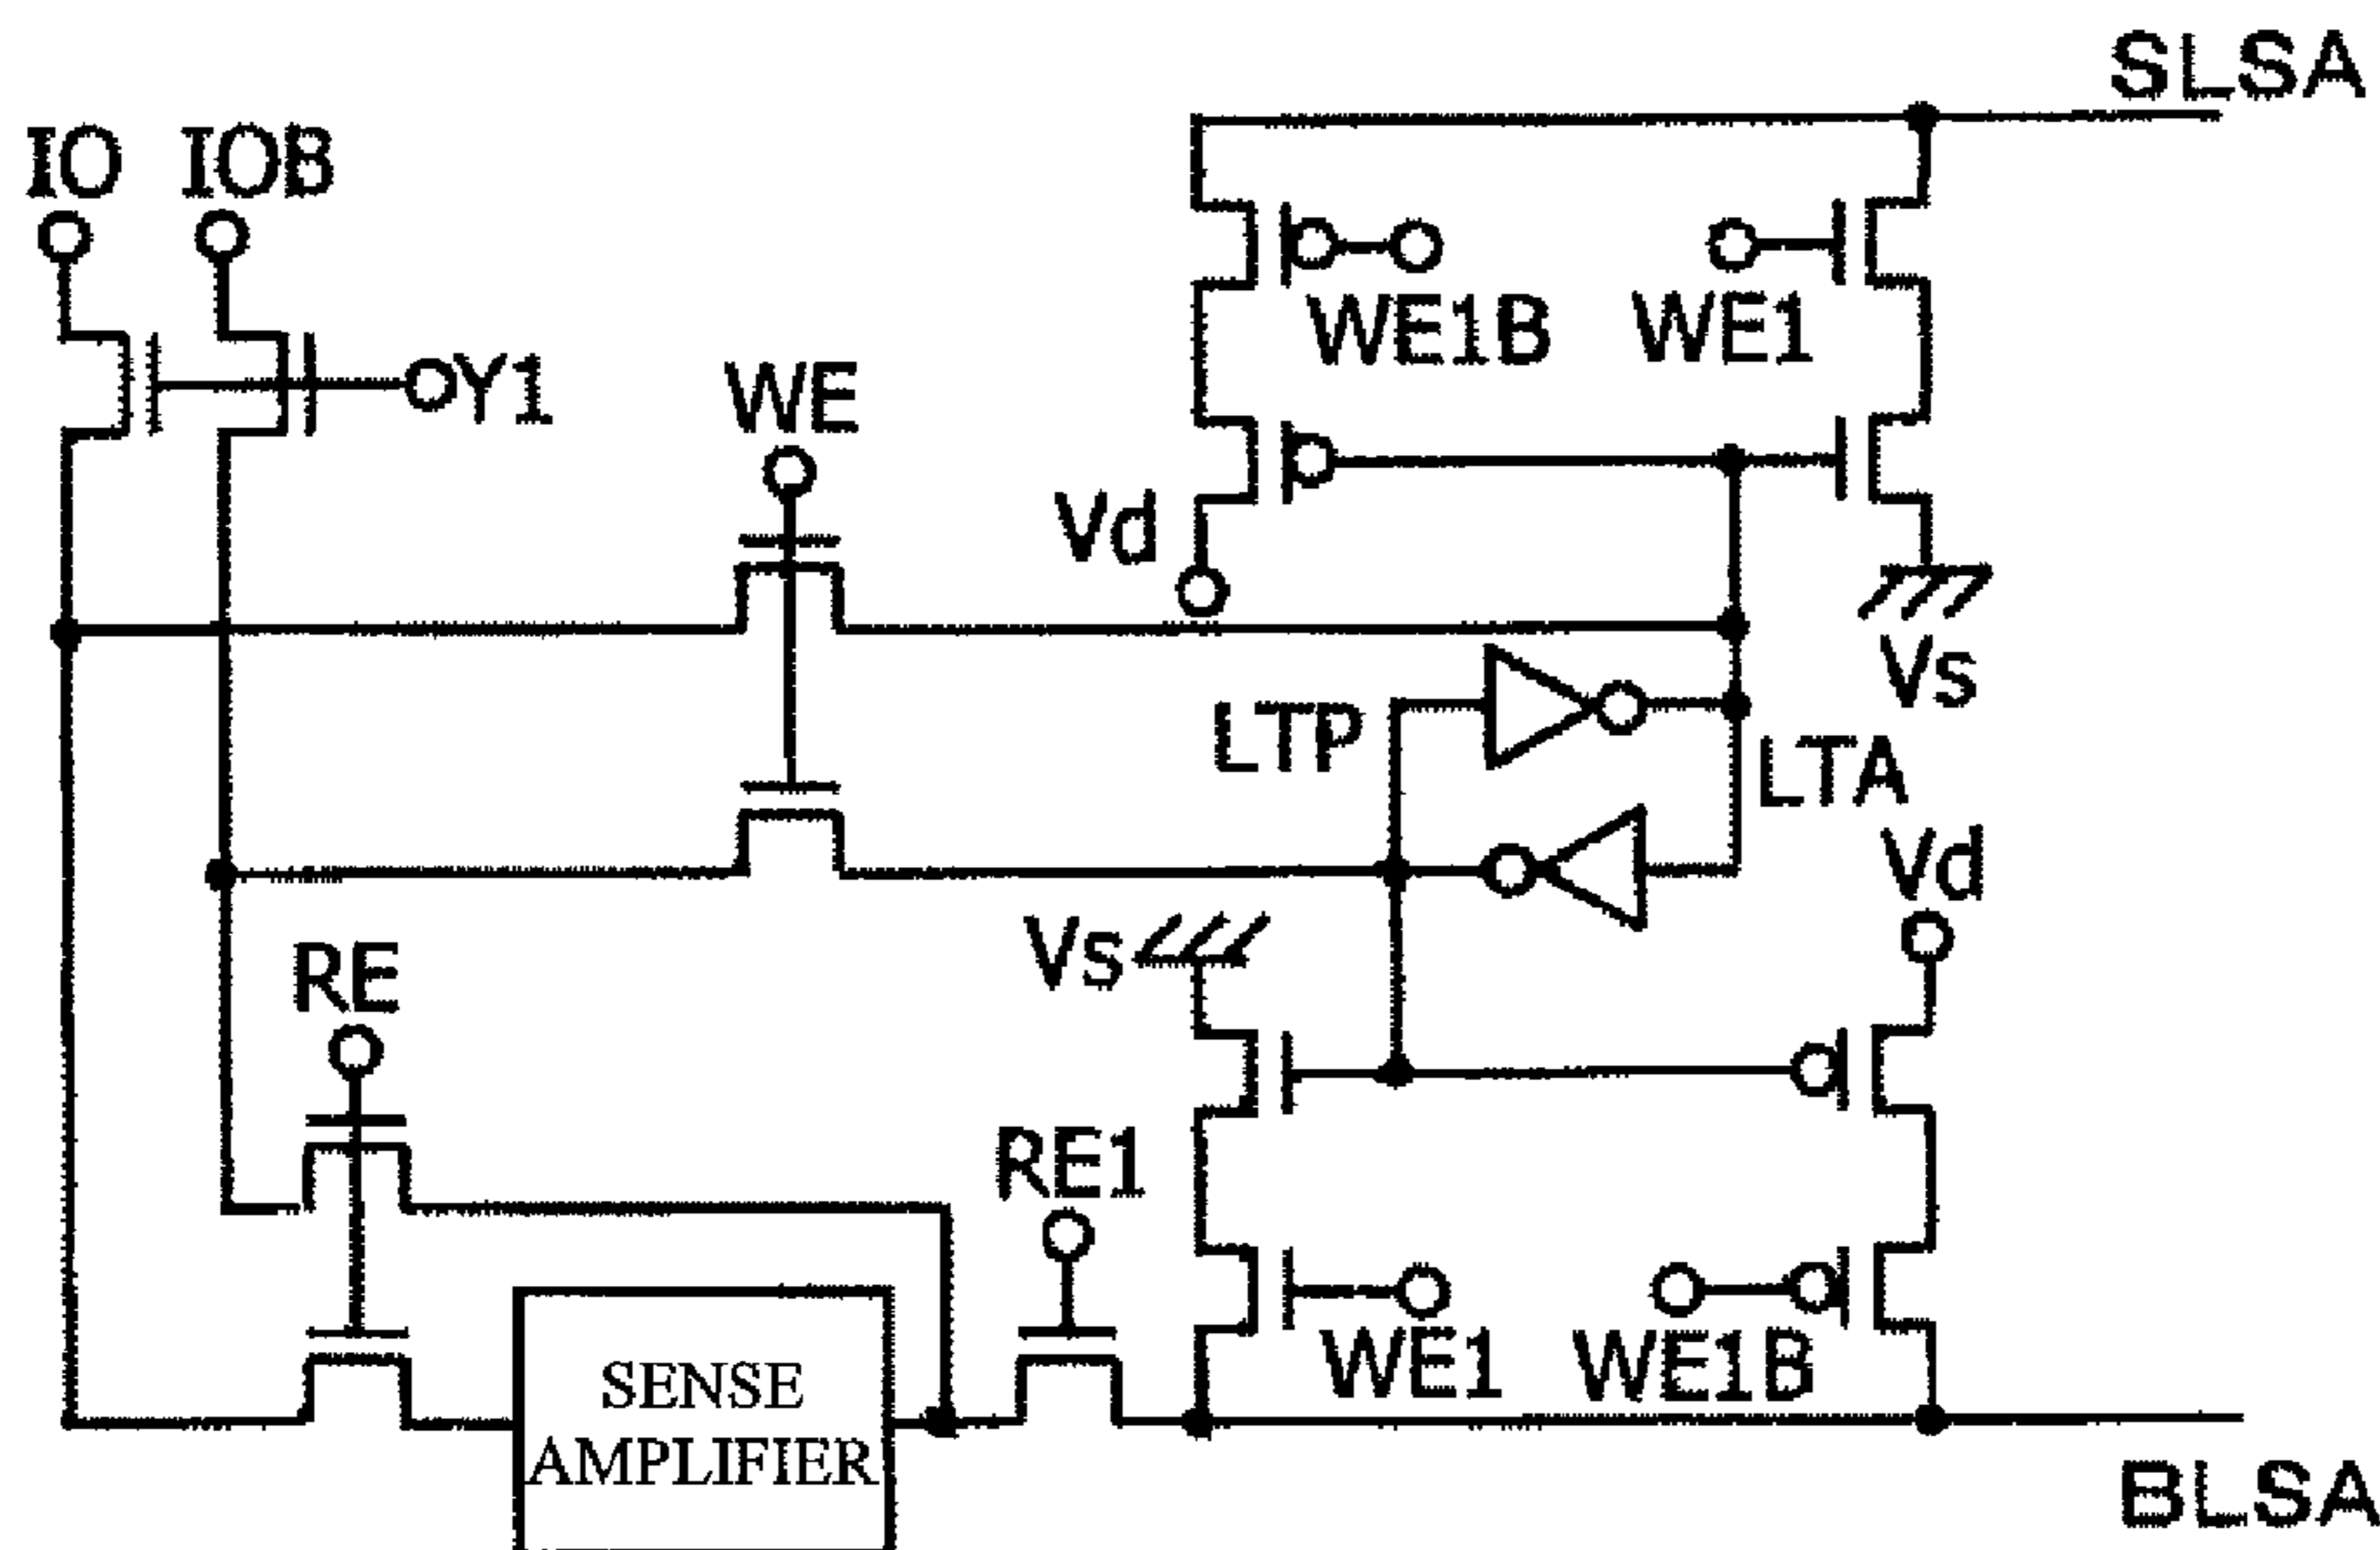 SLSA
IO IOB
WE1B WE1
Y1
WE
Vd
Vs
LTP
LTA
Vd
Vs
RE
RE1
WE1 WE1B
SENSE
AMPLIFIER
BLSA